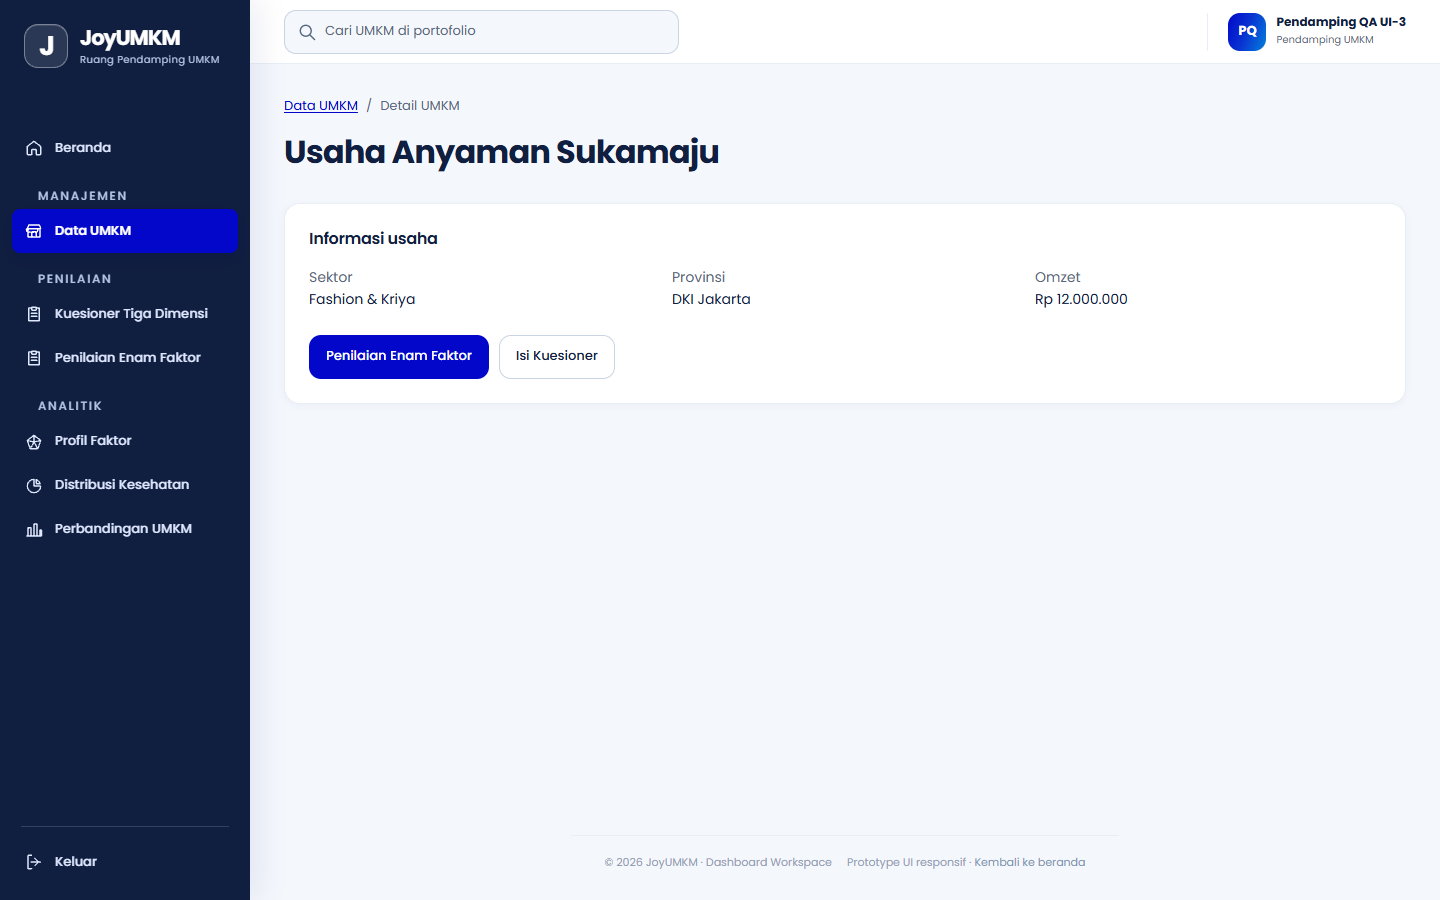 J
JoyUMKM
Ruang Pendamping UMKM
Beranda
MANAJEMEN
Data UMKM
PENILAIAN
Kuesioner Tiga Dimensi
Penilaian Enam Faktor
ANALITIK
Profil Faktor
Distribusi Kesehatan
Perbandingan UMKM
Keluar
Cari UMKM di portofolio
PQ
Pendamping QA UI-3
Pendamping UMKM
Data UMKM / Detail UMKM
Usaha Anyaman Sukamaju
Informasi usaha
Sektor
Fashion & Kriya
Provinsi
DKI Jakarta
Omzet
Rp 12.000.000
Penilaian Enam Faktor
Isi Kuesioner
© 2026 JoyUMKM · Dashboard Workspace Prototype UI responsif · Kembali ke beranda